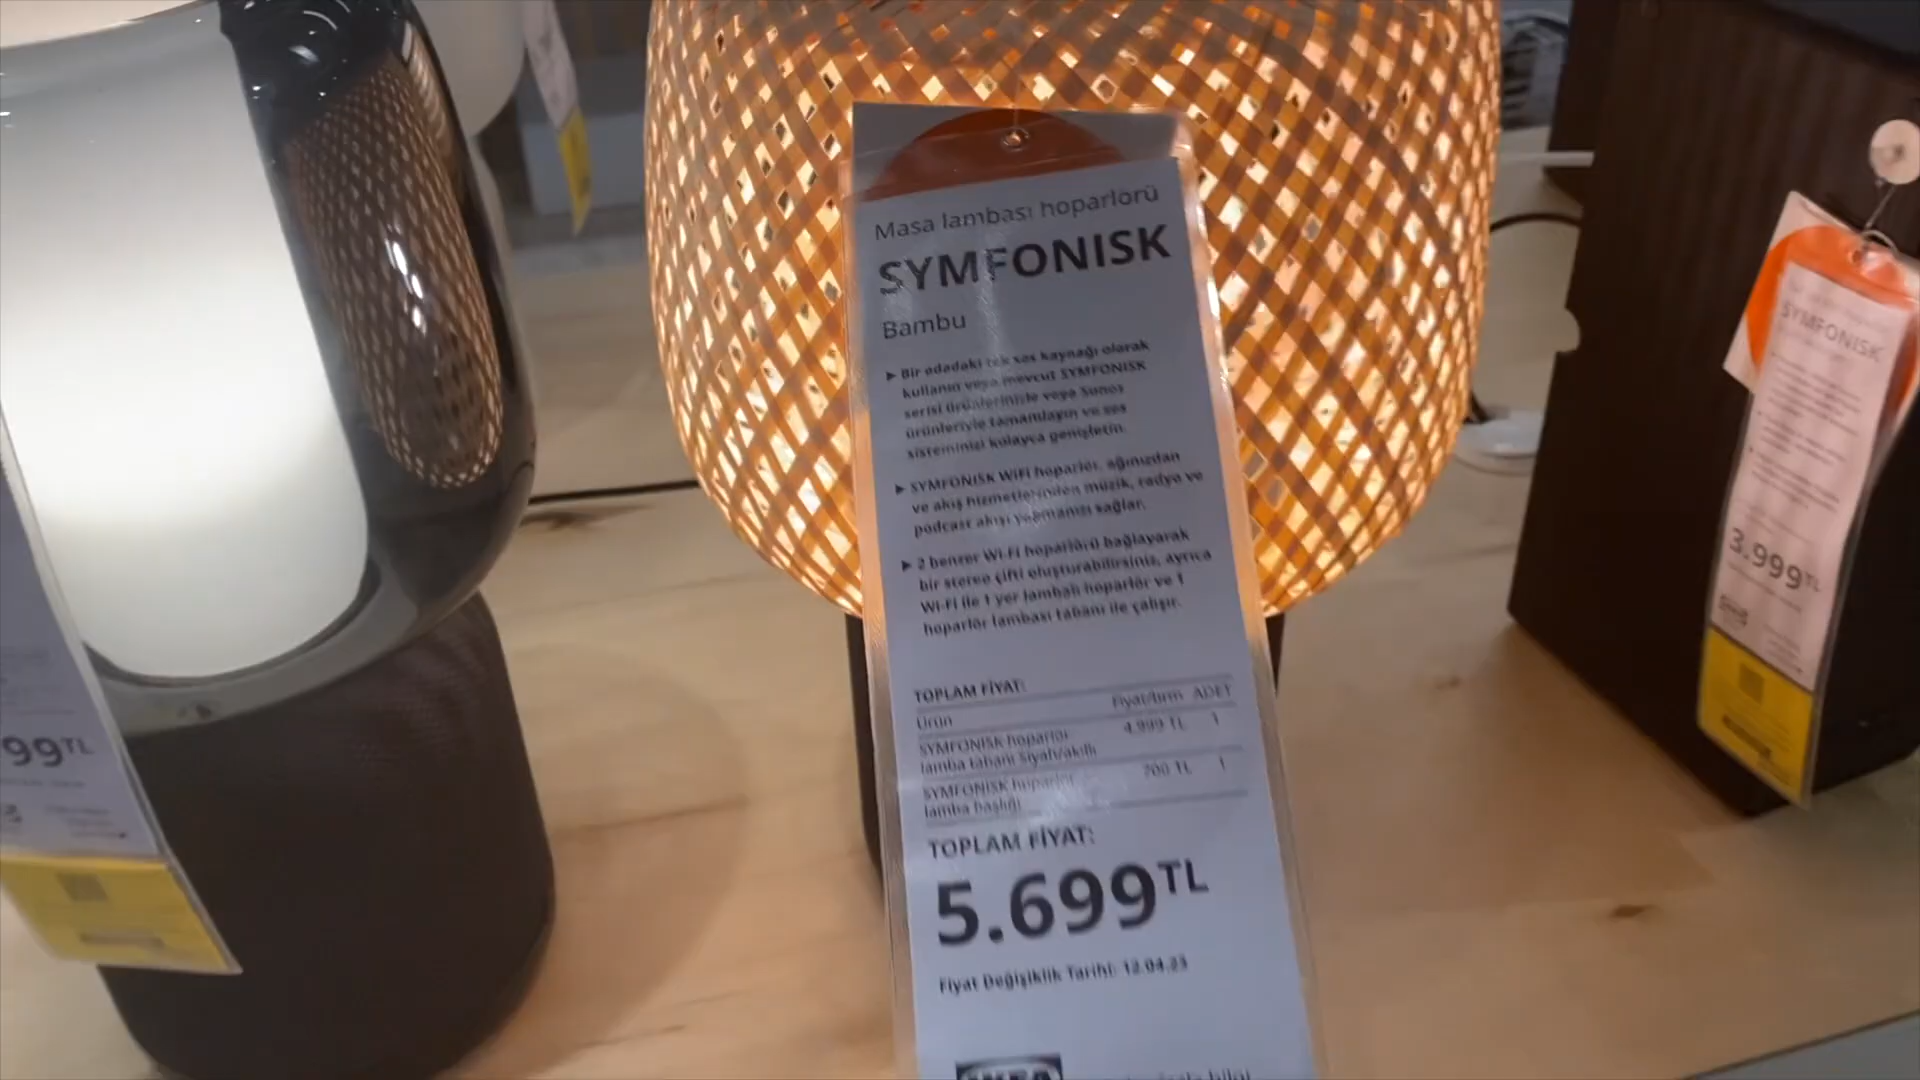 Masa lambası hoparlörü
SYMFONISK
Bambu
▸ Bir odadaki tek ses kaynağı olarak
kullanın veya mevcut SYMFONISK
serisi ürünlerinizle veya Sonos
ürünleriyle tamamlayın ve ses
sisteminizi kolayca genişletin.
▸ SYMFONISK WiFi hoparlör, ağınızdan
ve akış hizmetlerinden müzik, radyo ve
podcast akışı yapmanızı sağlar.
▸ 2 benzer Wi-Fi hoparlörü bağlayarak
bir stereo çifti oluşturabilirsiniz, ayrıca
Wi-Fi ile 1 yer lambalı hoparlör ve 1
hoparlör lambası tabanı ile çalışır.
TOPLAM FİYAT:
Ürün Fiyat/birim ADET
SYMFONISK hoparlör 4.999 TL 1
lamba tabanı Siyah/akıllı
SYMFONISK hoparlör 700 TL 1
lamba başlığı
TOPLAM FİYAT:
5.699TL
Fiyat Değişiklik Tarihi: 12.04.23
IKEA
bilgi
99TL
SYMFONISK
3.999TL